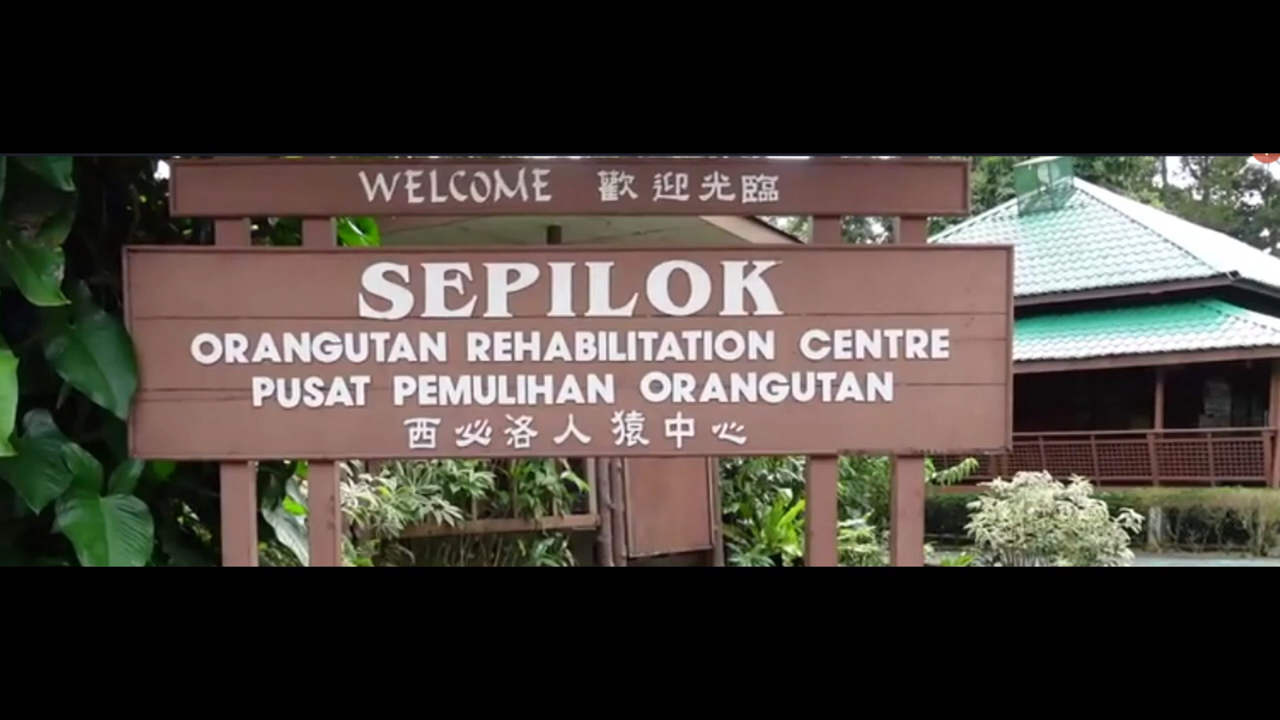 WELCOME 歡迎光臨
SEPILOK
ORANGUTAN REHABILITATION CENTRE
PUSAT PEMULIHAN ORANGUTAN
西必洛人猿中心